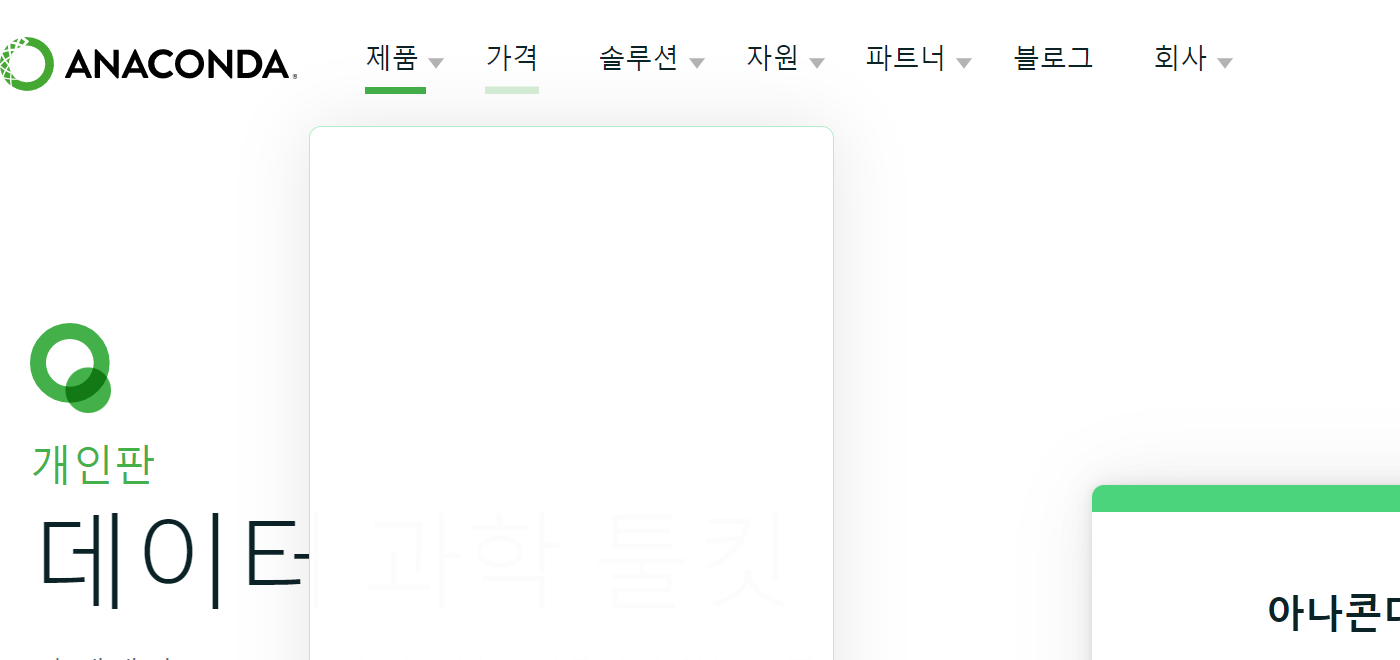 ANACONDA
제품 가격 솔루션 자원 파트너 블로그 회사
개인판
데이터 과학 툴킷
아나콘